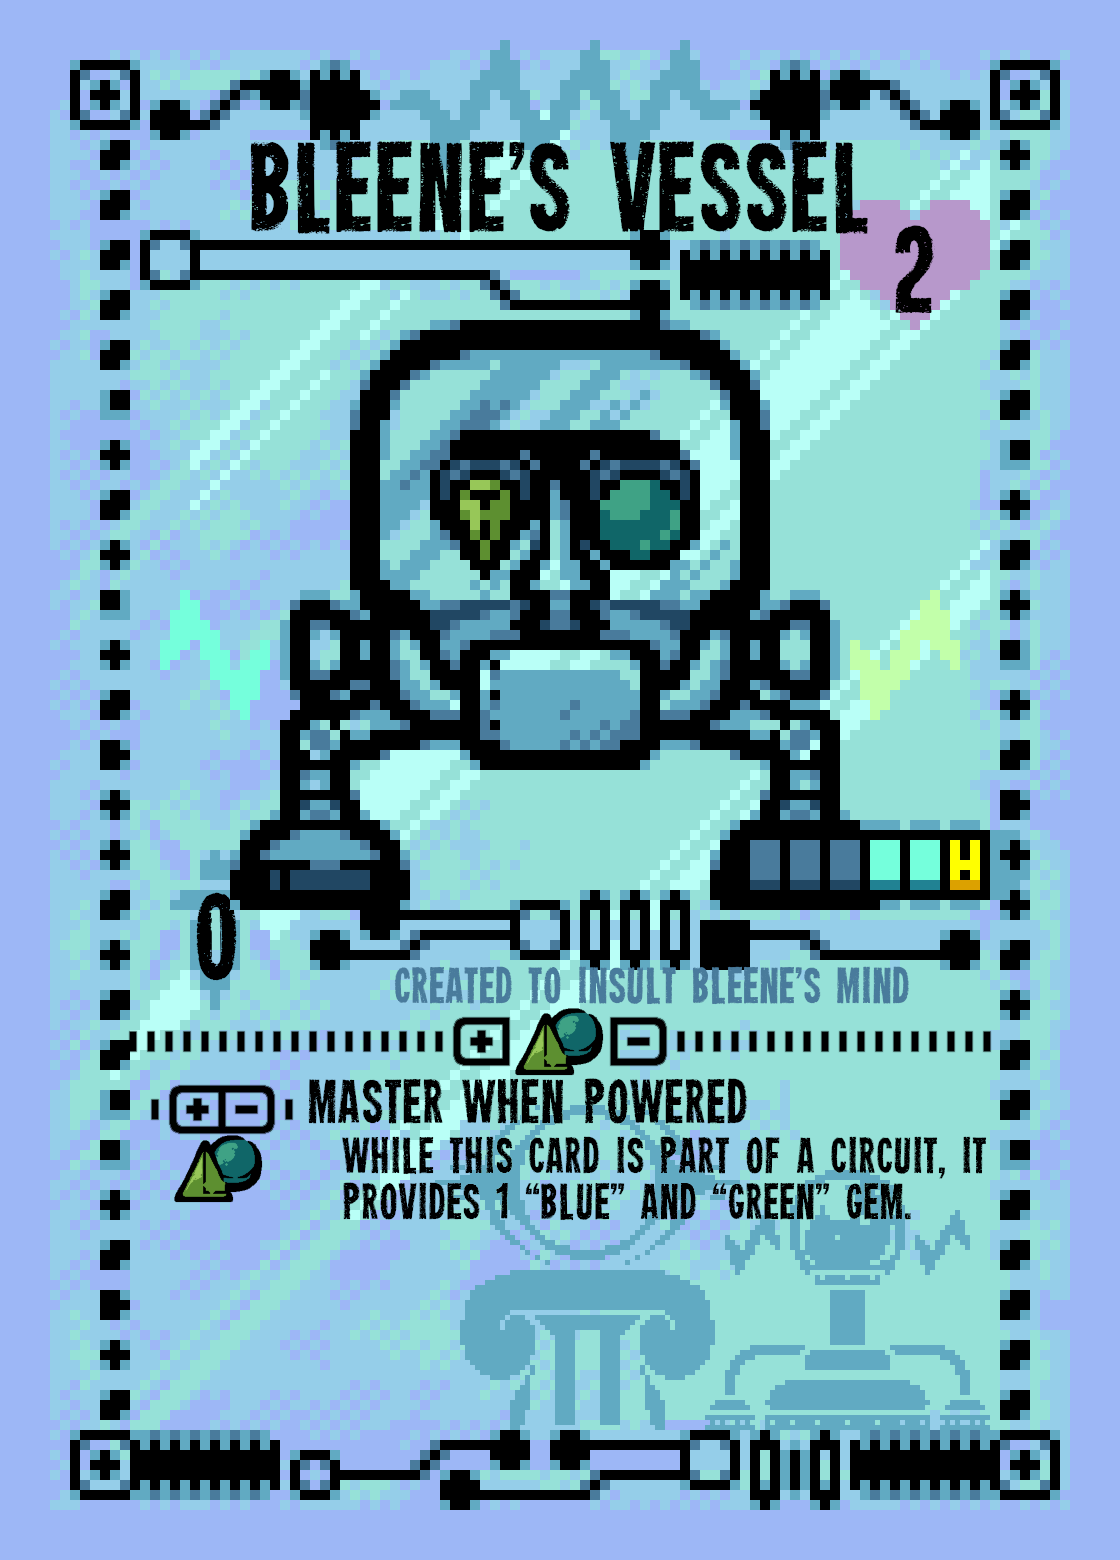 BLEENE'S VESSEL
2
0
CREATED TO INSULT BLEENE'S MIND
MASTER WHEN POWERED
WHILE THIS CARD IS PART OF A CIRCUIT, IT
PROVIDES 1 “BLUE” AND “GREEN” GEM.